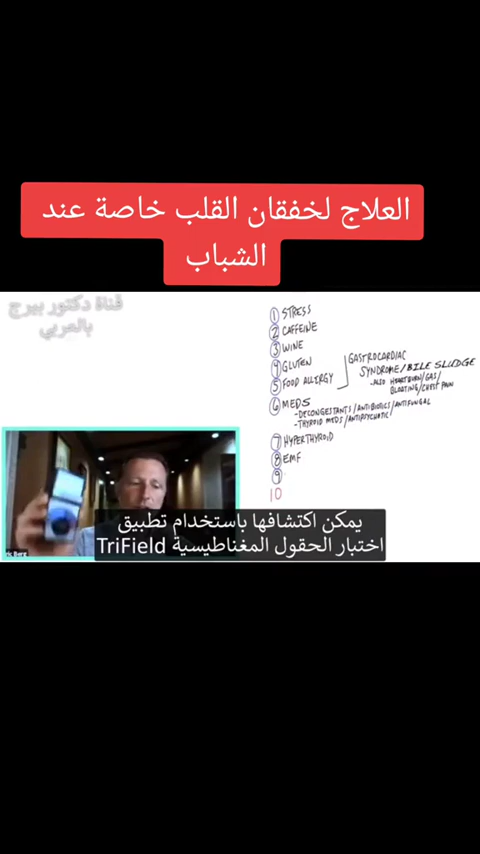 العلاج لخفقان القلب خاصة عند
الشباب
قناة دكتور بيرج
بالعربي
1 STRESS
2 CAFFEINE
3 WINE
4 GLUTEN
5 FOOD ALLERGY
GASTROCARDIAC
SYNDROME/BILE SLUDGE
-ALSO HEARTBURN/GAS/
BLOATING/CHEST PAIN
6 MEDS
-DECONGESTANTS/ANTIBIOTICS/ANTIFUNGAL
-THYROID MEDS/ANTIPSYCHOTIC
7 HYPERTHYROID
8 EMF
9
10
ric Berg
يمكن اكتشافها باستخدام تطبيق
اختبار الحقول المغناطيسية TriField